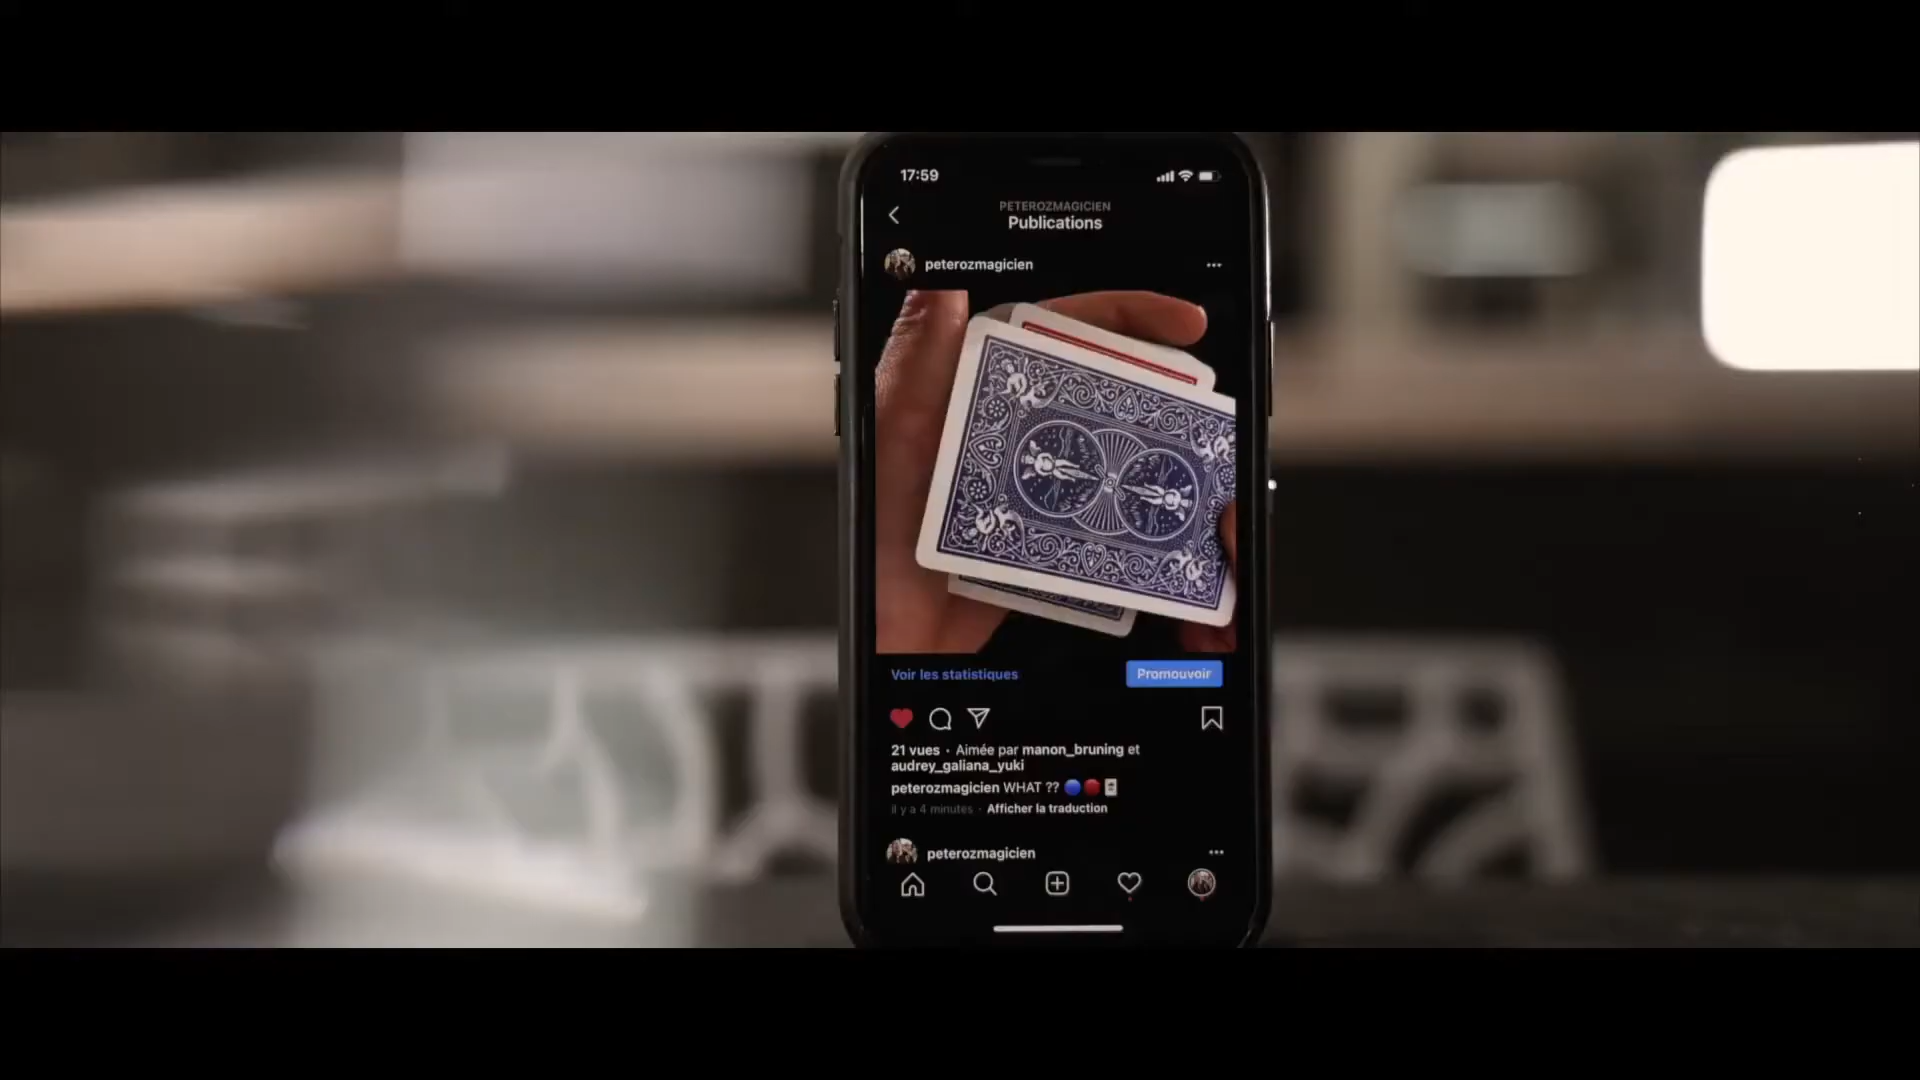 17:59
PETEROZMAGICIEN
Publications
peterozmagicien
Voir les statistiques
Promouvoir
21 vues · Aimée par manon_bruning et
audrey_galiana_yuki
peterozmagicien WHAT ?? 🔵🔴🃏
il y a 4 minutes · Afficher la traduction
peterozmagicien